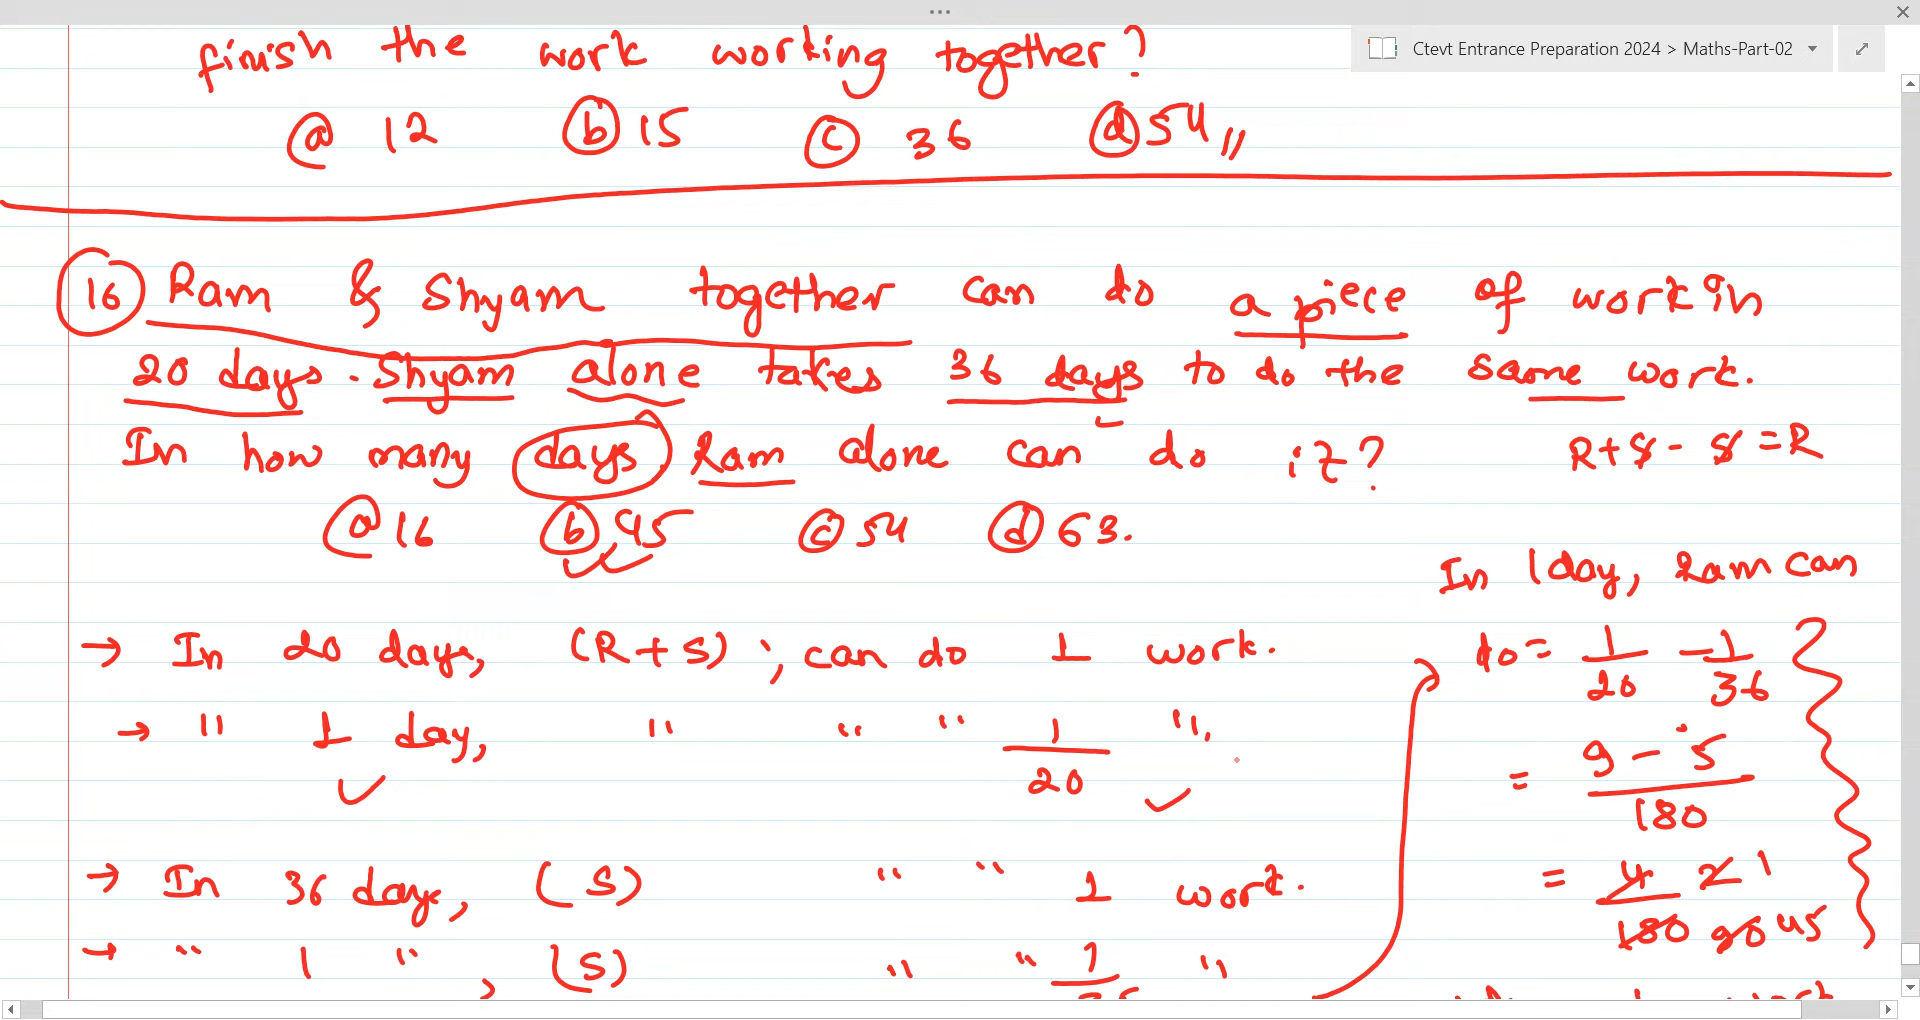 Ctevt Entrance Preparation 2024 > Maths-Part-02
finish the work working together?
(a) 12 (b) 15 (c) 36 (d) 54
16 Ram & Shyam together can do a piece of work in
20 days. Shyam alone takes 36 days to do the same work.
In how many days Ram alone can do it?
R+S - S = R
(a) 16 (b) 45 (c) 54 (d) 63.
→ In 20 days, (R+S) ; can do 1 work.
→ " 1 day, " " " 1/20 ".
→ In 36 days, (S) " " 1 work.
→ " 1 ", (S) " " 1/36 "
In 1 day, Ram can
do = 1/20 - 1/36
= 9 - 5 / 180
= 4 2 1 / 180 90 45